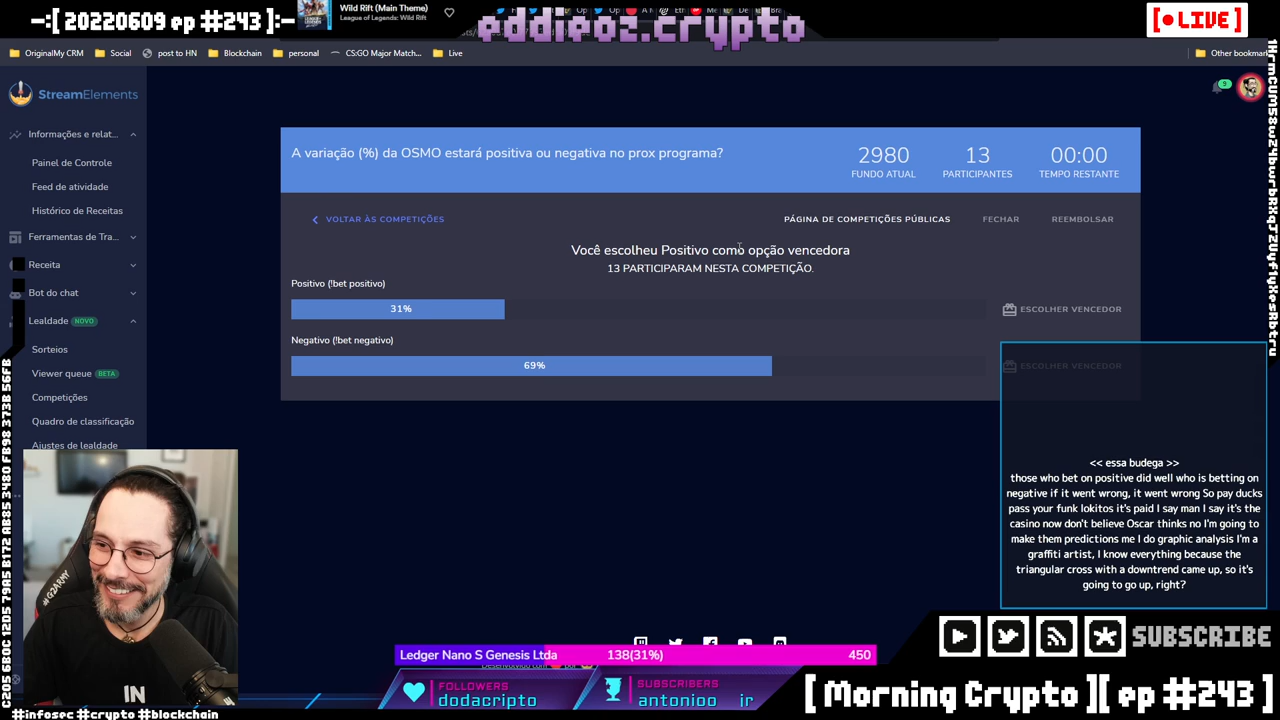 -:[ 20220609 ep #243 ]:-
Wild Rift (Main Theme)
League of Legends: Wild Rift
eddieoz.crypto
[ LIVE ]
OriginalMy CRM
Social
post to HN
Blockchain
personal
CS:GO Major Match...
Live
Other bookmar
StreamElements
9
Informações e relat...
Painel de Controle
Feed de atividade
Histórico de Receitas
Ferramentas de Tra...
Receita
Bot do chat
Lealdade NOVO
Sorteios
Viewer queue BETA
Competições
Quadro de classificação
Ajustes de lealdade
A variação (%) da OSMO estará positiva ou negativa no prox programa?
2980
FUNDO ATUAL
13
PARTICIPANTES
00:00
TEMPO RESTANTE
VOLTAR ÀS COMPETIÇÕES
PÁGINA DE COMPETIÇÕES PÚBLICAS
FECHAR
REEMBOLSAR
Você escolheu Positivo como opção vencedora
13 PARTICIPARAM NESTA COMPETIÇÃO.
Positivo (!bet positivo)
31%
ESCOLHER VENCEDOR
Negativo (!bet negativo)
69%
ESCOLHER VENCEDOR
<< essa budega >>
those who bet on positive did well who is betting on
negative if it went wrong, it went wrong So pay ducks
pass your funk lokitos it's paid I say man I say it's the
casino now don't believe Oscar thinks no I'm going to
make them predictions me I do graphic analysis I'm a
graffiti artist, I know everything because the
triangular cross with a downtrend came up, so it's
going to go up, right?
#G2ARMY
IN
Ledger Nano S Genesis Ltda
138(31%)
450
FOLLOWERS
dodacripto
SUBSCRIBERS
antonioo_jr
SUBSCRIBE
[ Morning Crypto ][ ep #243 ]
#infosec #crypto #blockchain